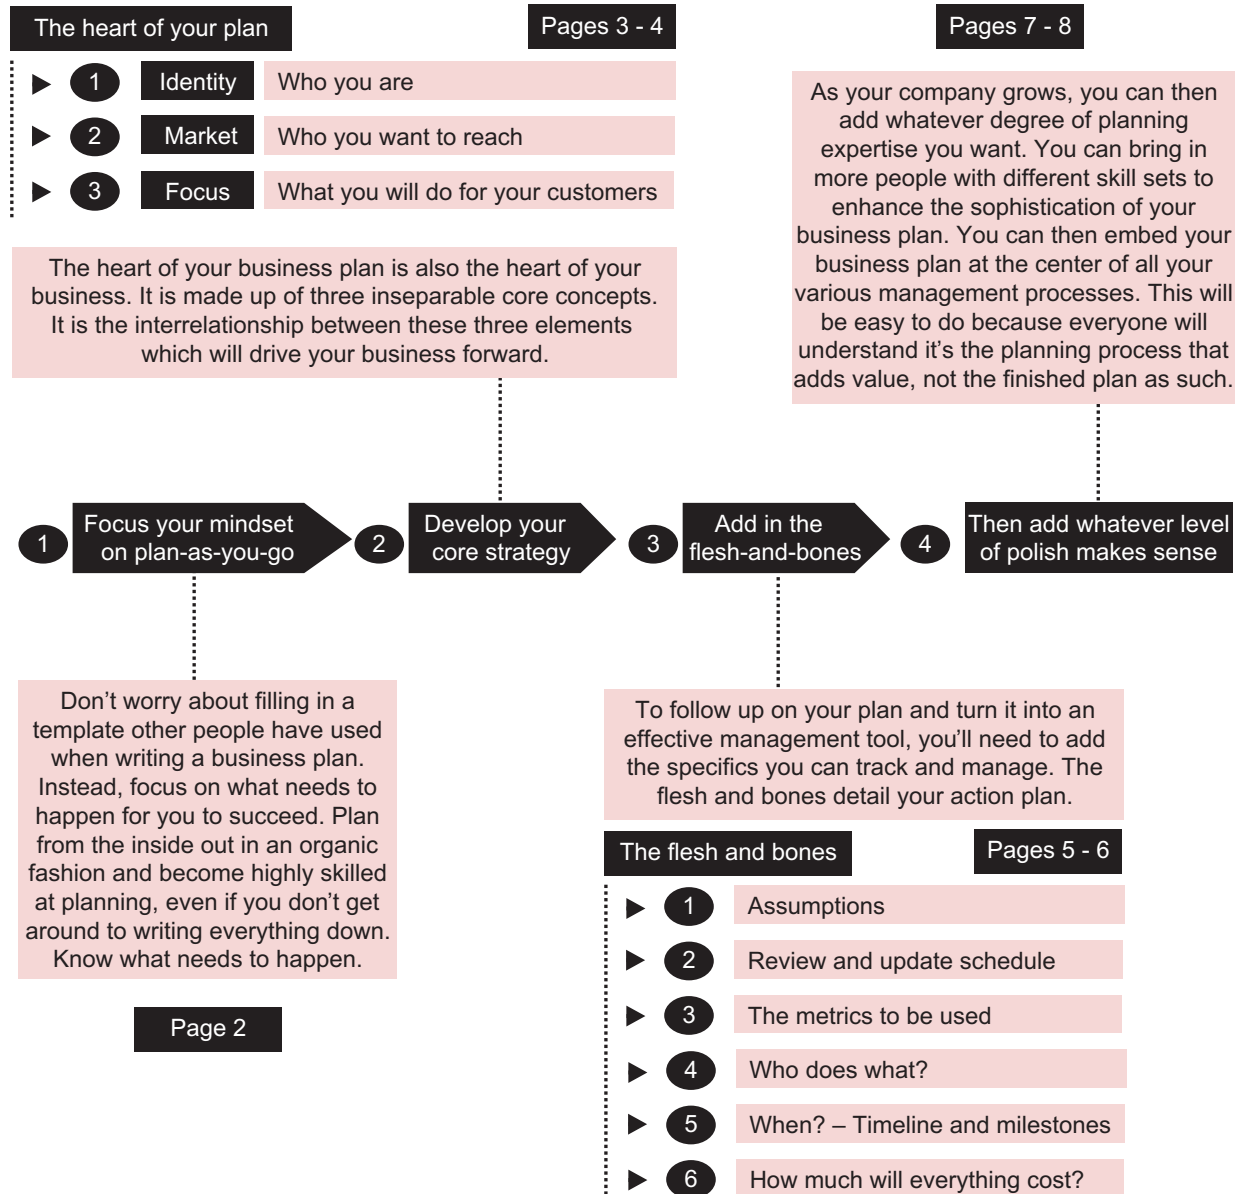 The heart of your plan
Pages 3 - 4
1
Identity
Who you are
2
Market
Who you want to reach
3
Focus
What you will do for your customers
The heart of your business plan is also the heart of your
business. It is made up of three inseparable core concepts.
It is the interrelationship between these three elements
which will drive your business forward.
Pages 7 - 8
As your company grows, you can then
add whatever degree of planning
expertise you want. You can bring in
more people with different skill sets to
enhance the sophistication of your
business plan. You can then embed your
business plan at the center of all your
various management processes. This will
be easy to do because everyone will
understand it's the planning process that
adds value, not the finished plan as such.
1
Focus your mindset
on plan-as-you-go
2
Develop your
core strategy
3
Add in the
flesh-and-bones
4
Then add whatever level
of polish makes sense
Don't worry about filling in a
template other people have used
when writing a business plan.
Instead, focus on what needs to
happen for you to succeed. Plan
from the inside out in an organic
fashion and become highly skilled
at planning, even if you don't get
around to writing everything down.
Know what needs to happen.
Page 2
To follow up on your plan and turn it into an
effective management tool, you'll need to add
the specifics you can track and manage. The
flesh and bones detail your action plan.
The flesh and bones
Pages 5 - 6
1
Assumptions
2
Review and update schedule
3
The metrics to be used
4
Who does what?
5
When? – Timeline and milestones
6
How much will everything cost?